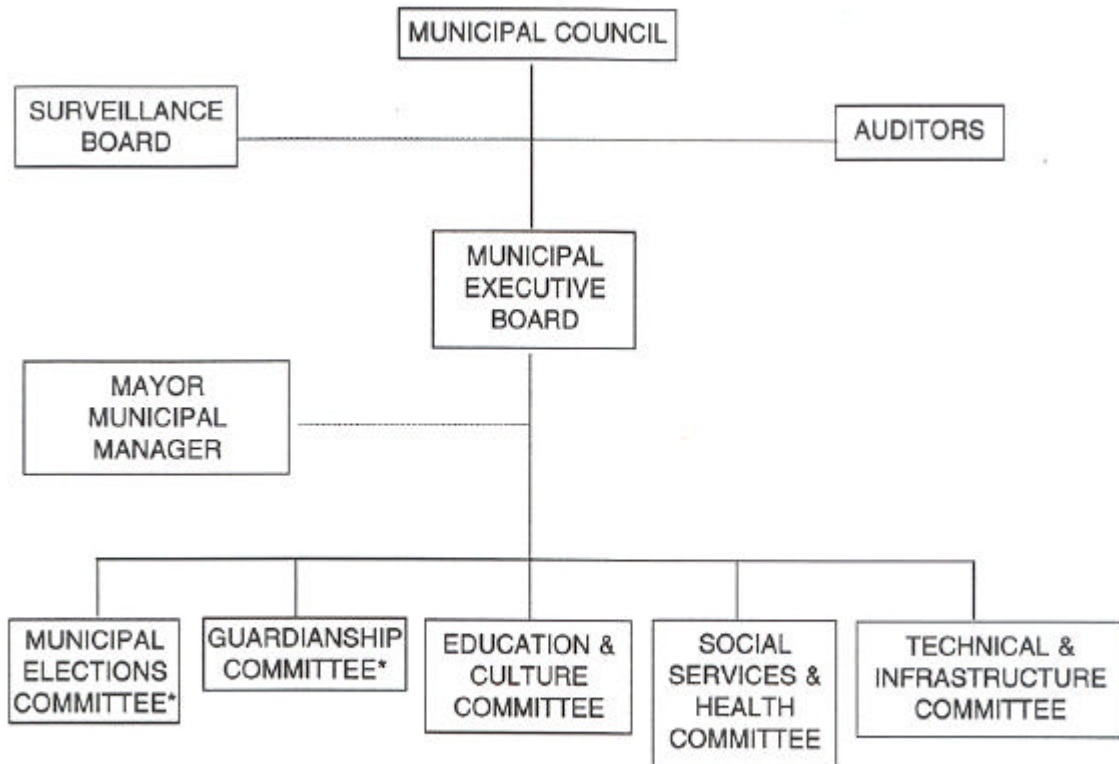 MUNICIPAL COUNCIL
SURVEILLANCE
BOARD
AUDITORS
MUNICIPAL
EXECUTIVE
BOARD
MAYOR
MUNICIPAL
MANAGER
MUNICIPAL
ELECTIONS
COMMITTEE*
GUARDIANSHIP
COMMITTEE*
EDUCATION &
CULTURE
COMMITTEE
SOCIAL
SERVICES &
HEALTH
COMMITTEE
TECHNICAL &
INFRASTRUCTURE
COMMITTEE